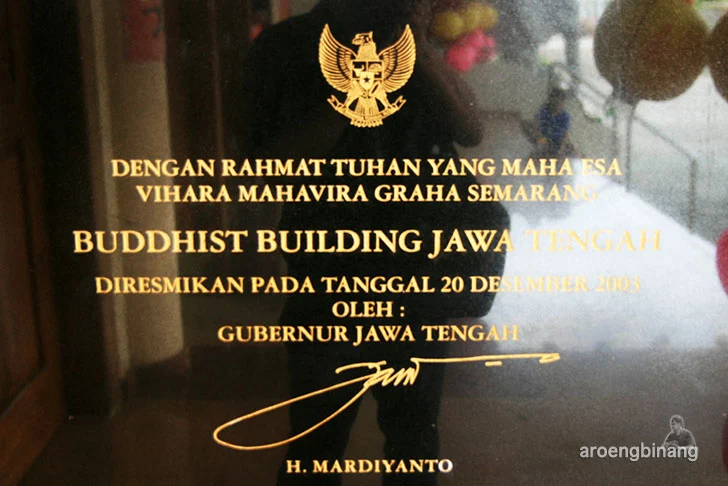 DENGAN RAHMAT TUHAN YANG MAHA ESA
VIHARA MAHAVIRA GRAHA SEMARANG
BUDDHIST BUILDING JAWA TENGAH
DIRESMIKAN PADA TANGGAL 20 DESEMBER 2003
OLEH :
GUBERNUR JAWA TENGAH
H. MARDIYANTO
aroengbinang